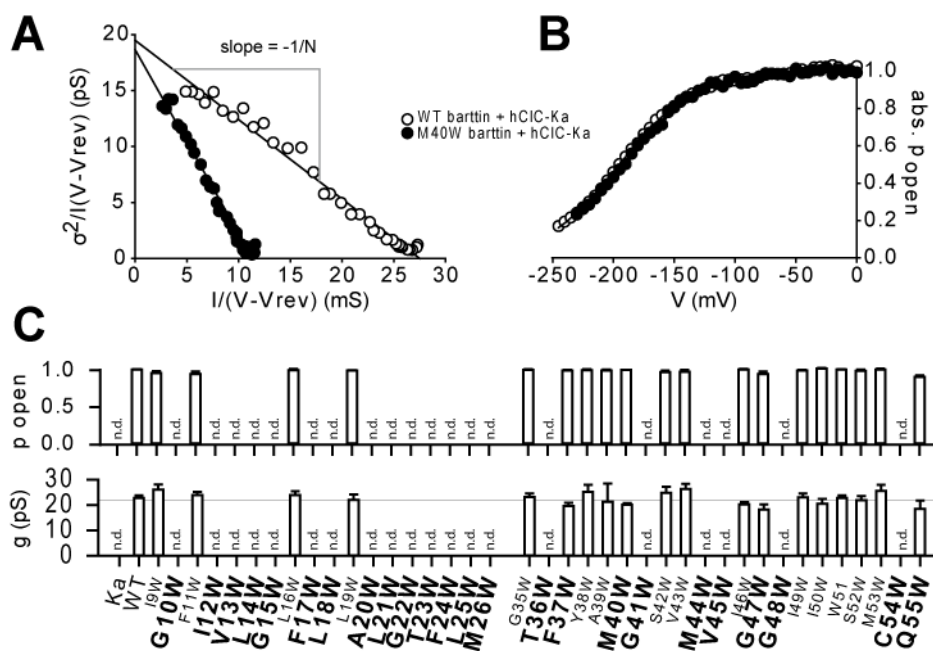 A
B
20
15
10
5
0
σ²/I(V-Vrev) (pS)
slope = -1/N
0 5 10 15 20 25 30
I/(V-Vrev) (mS)
WT barttin + hClC-Ka
M40W barttin + hClC-Ka
1.0
0.8
0.6
0.4
0.2
0.0
abs. p open
-250 -200 -150 -100 -50 0
V (mV)
C
p open
1.0
0.5
0.0
n.d. n.d. n.d. n.d. n.d. n.d. n.d. n.d. n.d. n.d. n.d. n.d. n.d. n.d. n.d. n.d. n.d. n.d. n.d. n.d. n.d.
g (pS)
30
20
10
0
n.d. n.d. n.d. n.d. n.d. n.d. n.d. n.d. n.d. n.d. n.d. n.d. n.d. n.d. n.d. n.d. n.d. n.d. n.d. n.d. n.d.
Ka WT I9W G10W F11W I12W V13W L14W G15W L16W F17W L18W L19W A20W L21W G22W T23W F24W L25W M26W G35W T36W F37W Y38W A39W M40W G41W S42W V43W M44W V45W I46W G47W G48W I49W I50W W51 S52W M53W C54W Q55W